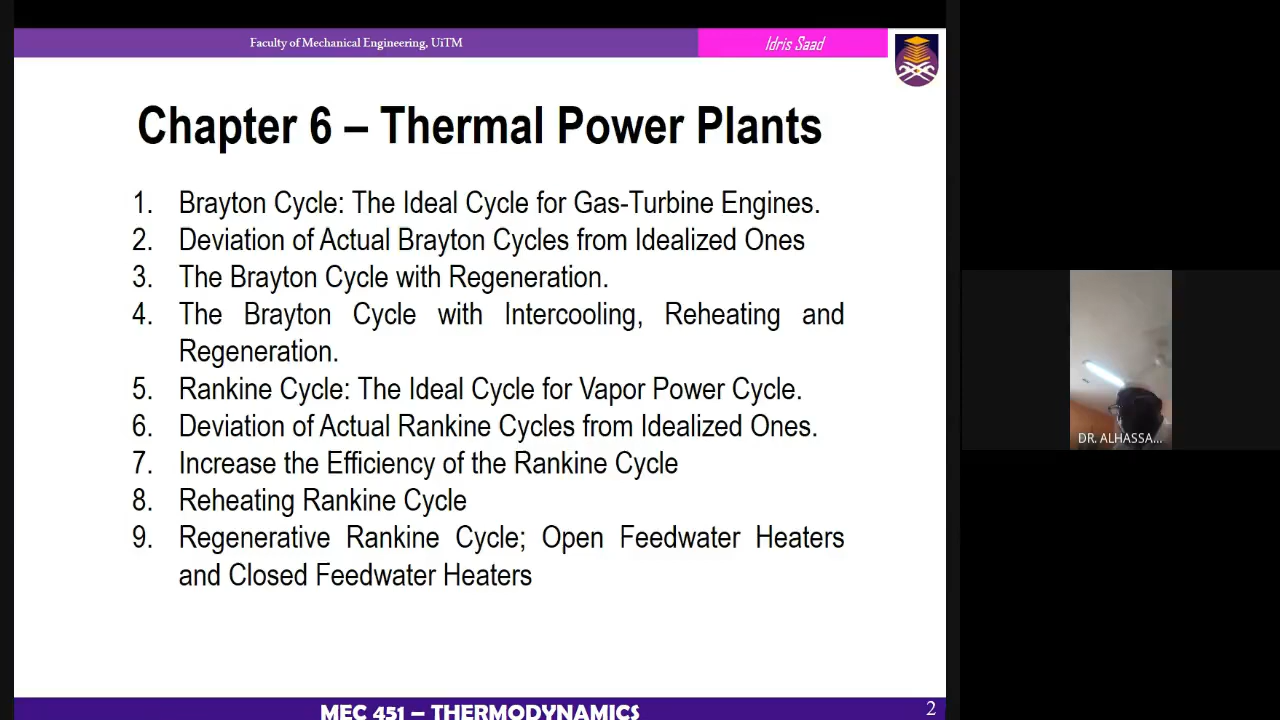 Faculty of Mechanical Engineering, UiTM
Idris Saad
Chapter 6 – Thermal Power Plants
1. Brayton Cycle: The Ideal Cycle for Gas-Turbine Engines.
2. Deviation of Actual Brayton Cycles from Idealized Ones
3. The Brayton Cycle with Regeneration.
4. The Brayton Cycle with Intercooling, Reheating and
Regeneration.
5. Rankine Cycle: The Ideal Cycle for Vapor Power Cycle.
6. Deviation of Actual Rankine Cycles from Idealized Ones.
7. Increase the Efficiency of the Rankine Cycle
8. Reheating Rankine Cycle
9. Regenerative Rankine Cycle; Open Feedwater Heaters
and Closed Feedwater Heaters
DR. ALHASSA...
MEC 451 – THERMODYNAMICS
2